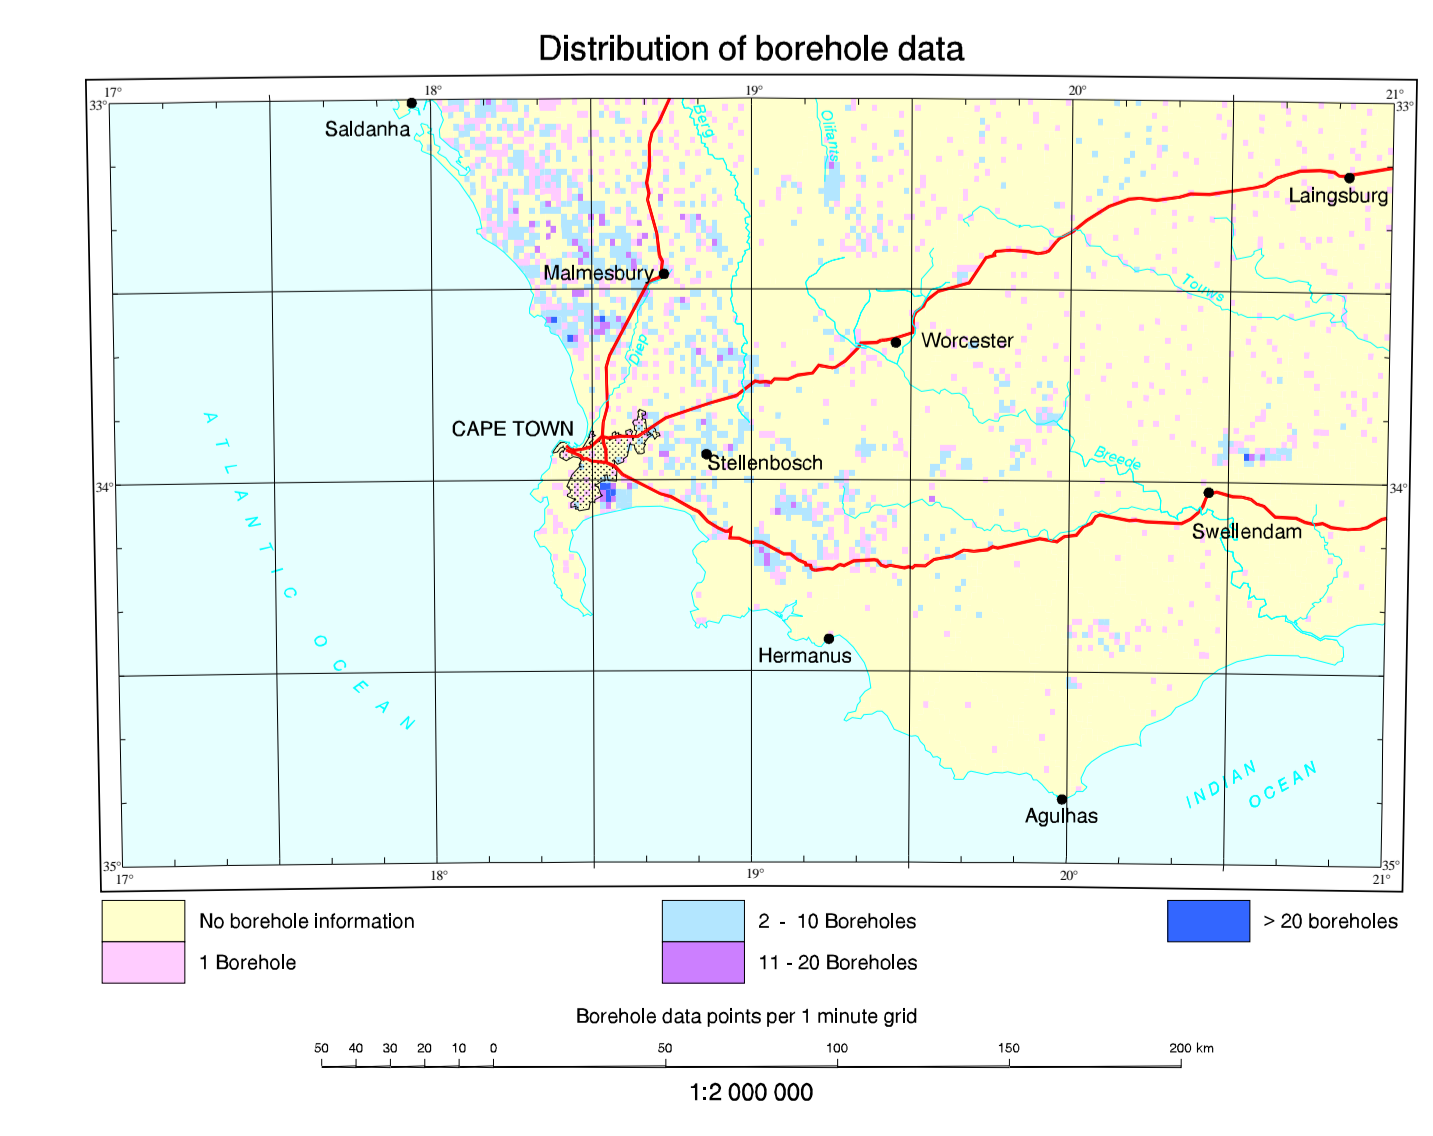 Distribution of borehole data
17° 18° 19° 20° 21°
33° 33°
Saldanha
Berg
Olifants
Laingsburg
Malmesbury
Touws
Worcester
Diep
CAPE TOWN
ATLANTIC OCEAN
Stellenbosch
Breede
34° 34°
Swellendam
Hermanus
INDIAN OCEAN
Agulhas
35° 35°
17° 18° 19° 20° 21°
No borehole information
1 Borehole
2 - 10 Boreholes
11 - 20 Boreholes
> 20 boreholes
Borehole data points per 1 minute grid
50 40 30 20 10 0 50 100 150 200 km
1:2 000 000